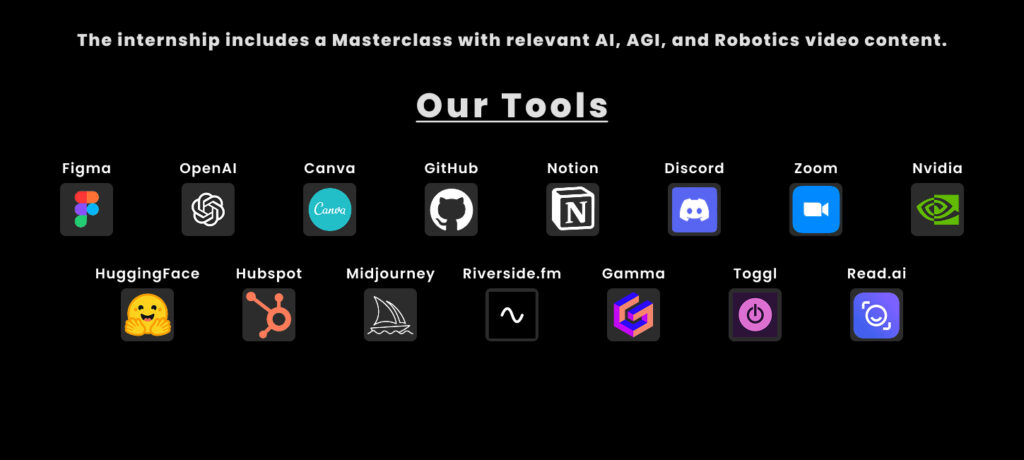 The internship includes a Masterclass with relevant AI, AGI, and Robotics video content.
Our Tools
Figma OpenAI Canva GitHub Notion Discord Zoom Nvidia
Canva
N
HuggingFace Hubspot Midjourney Riverside.fm Gamma Toggl Read.ai